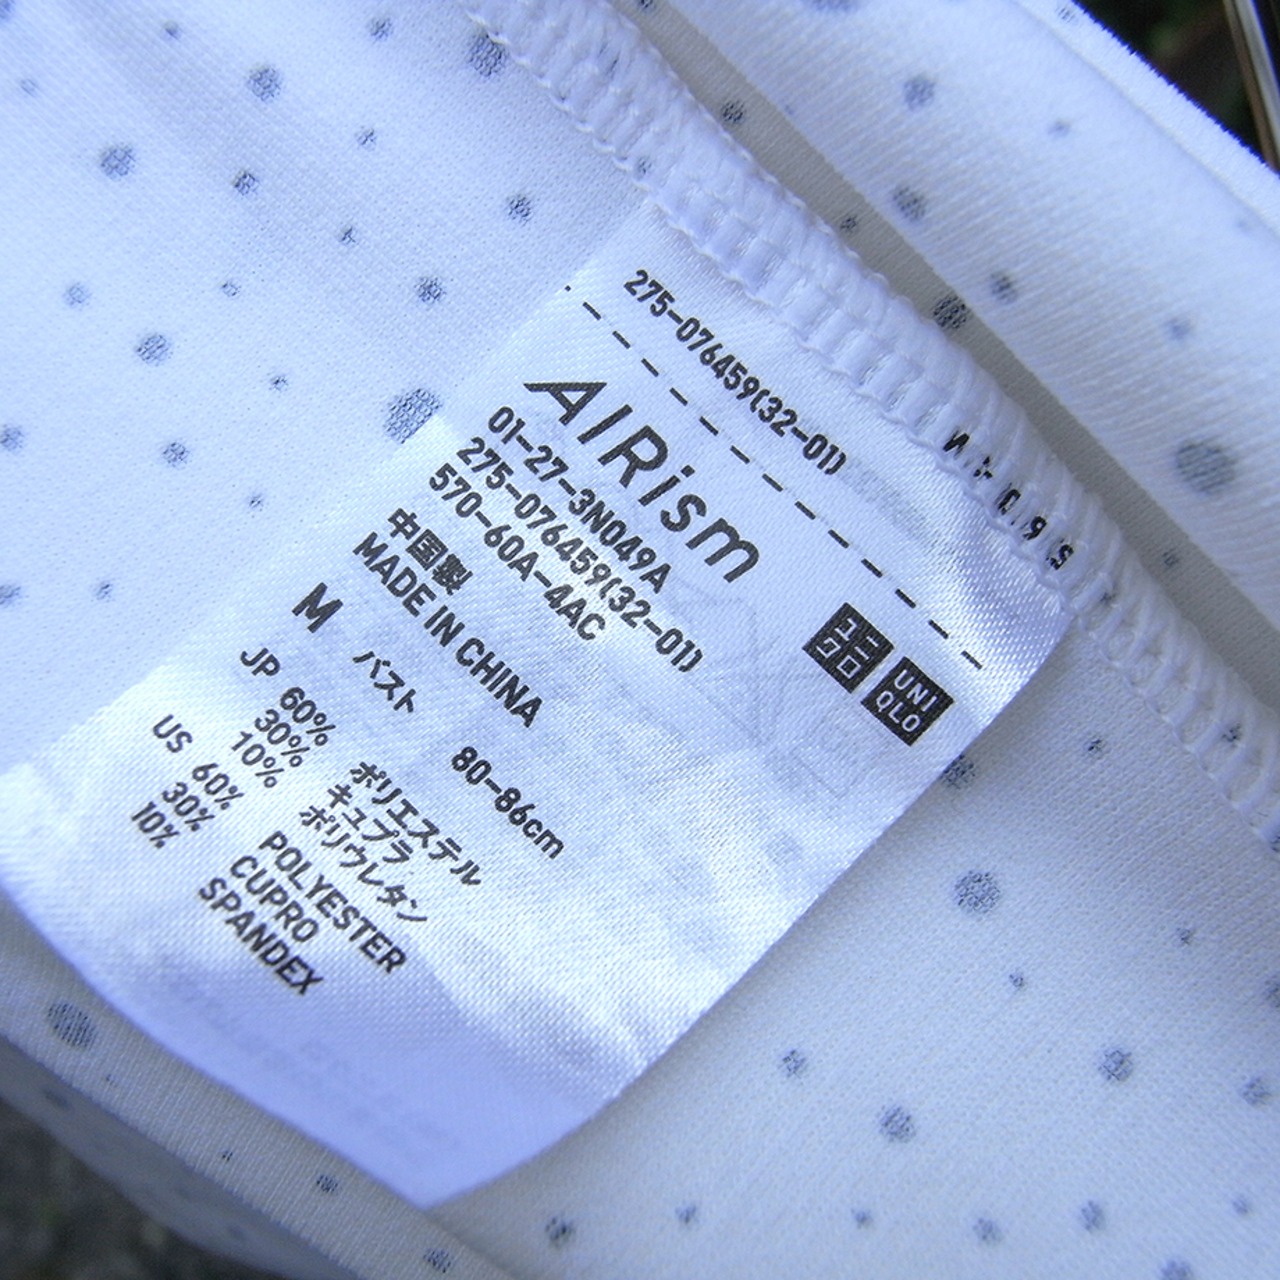 275-076459(32-01)
AIRism
01-27-3N049A
275-076459(32-01)
570-60A-4AC
ユニ
クロ
UNI
QLO
中国製
MADE IN CHINA
M バスト 80-86cm
JP 60% ポリエステル
30% キュプラ
10% ポリウレタン
US 60% POLYESTER
30% CUPRO
10% SPANDEX